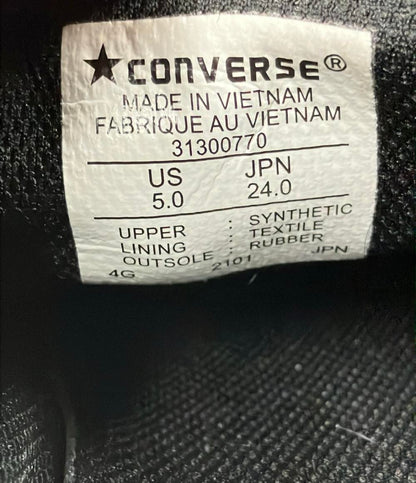 ★CONVERSE®
MADE IN VIETNAM
FABRIQUE AU VIETNAM
31300770
US JPN
5.0 24.0
UPPER : SYNTHETIC
LINING : TEXTILE
OUTSOLE : RUBBER
4G 2101 JPN